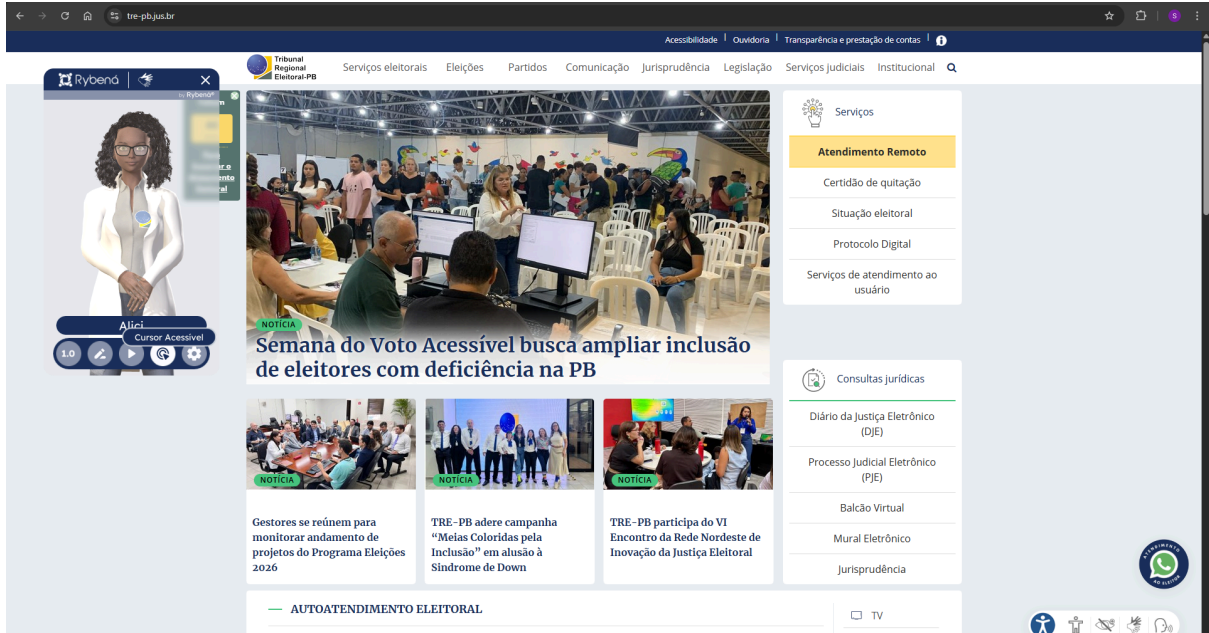 tre-pb.jus.br
S
Acessibilidade
Ouvidoria
Transparência e prestação de contas
Tribunal
Regional
Eleitoral-PB
Serviços eleitorais
Eleições
Partidos
Comunicação
Jurisprudência
Legislação
Serviços judiciais
Institucional
Rybená
by Rybená®
Alici
Cursor Acessível
1.0
NOTÍCIA
Semana do Voto Acessível busca ampliar inclusão
de eleitores com deficiência na PB
Serviços
Atendimento Remoto
Certidão de quitação
Situação eleitoral
Protocolo Digital
Serviços de atendimento ao
usuário
Consultas jurídicas
Diário da Justiça Eletrônico
(DJE)
Processo Judicial Eletrônico
(PJE)
Balcão Virtual
Mural Eletrônico
Jurisprudência
NOTÍCIA
Gestores se reúnem para
monitorar andamento de
projetos do Programa Eleições
2026
NOTÍCIA
TRE-PB adere campanha
“Meias Coloridas pela
Inclusão” em alusão à
Sindrome de Down
NOTÍCIA
TRE-PB participa do VI
Encontro da Rede Nordeste de
Inovação da Justiça Eleitoral
ATENDIMENTO
AO ELEITOR
AUTOATENDIMENTO ELEITORAL
TV